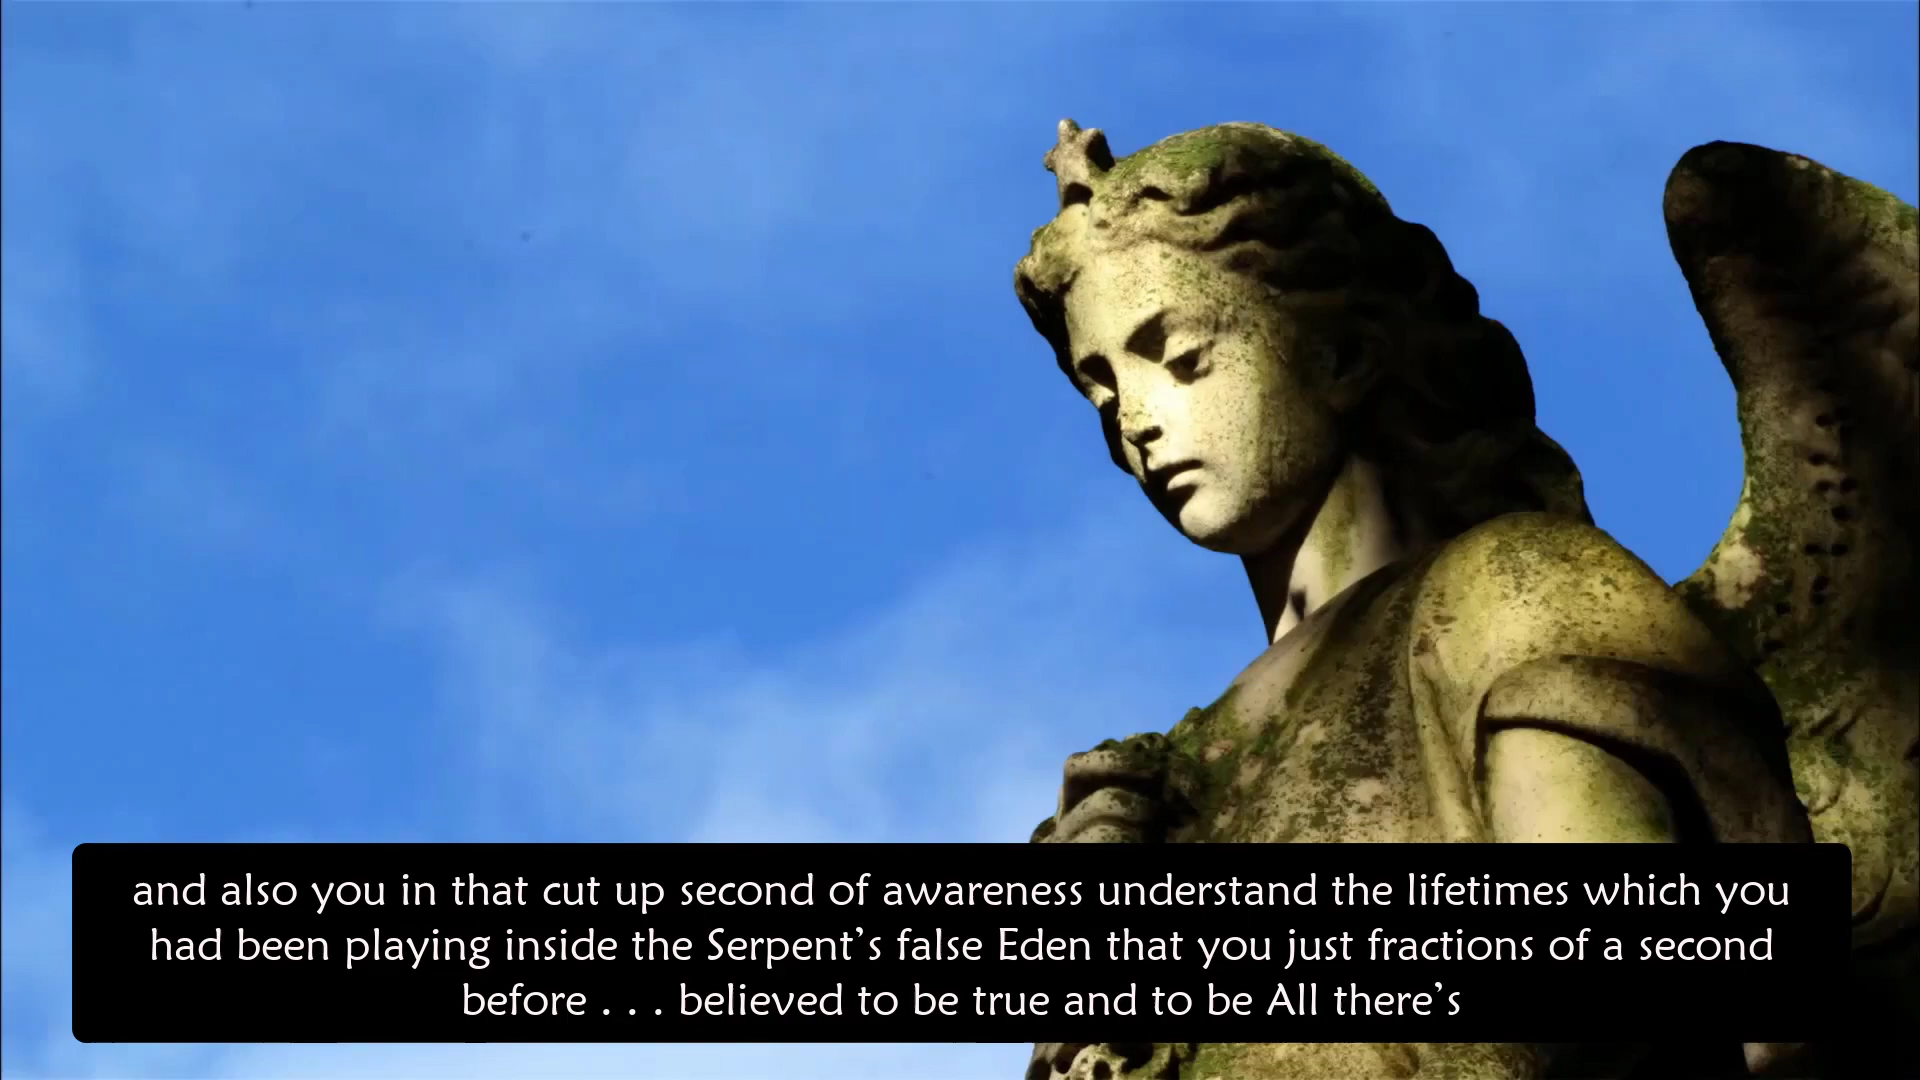 and also you in that cut up second of awareness understand the lifetimes which you
had been playing inside the Serpent’s false Eden that you just fractions of a second
before . . . believed to be true and to be All there’s